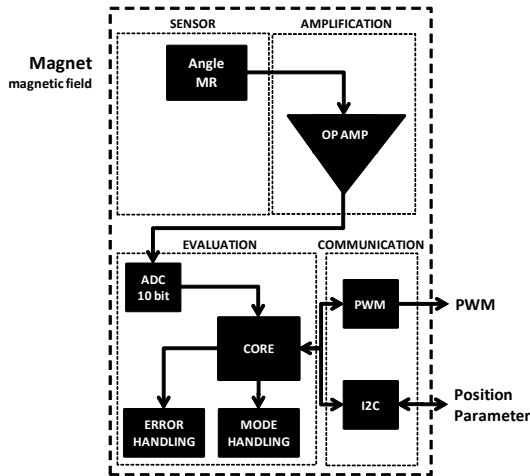 SENSOR
AMPLIFICATION
Magnet
magnetic field
Angle
MR
OP AMP
EVALUATION
COMMUNICATION
ADC
10 bit
PWM
PWM
CORE
I2C
Position
Parameter
ERROR
HANDLING
MODE
HANDLING